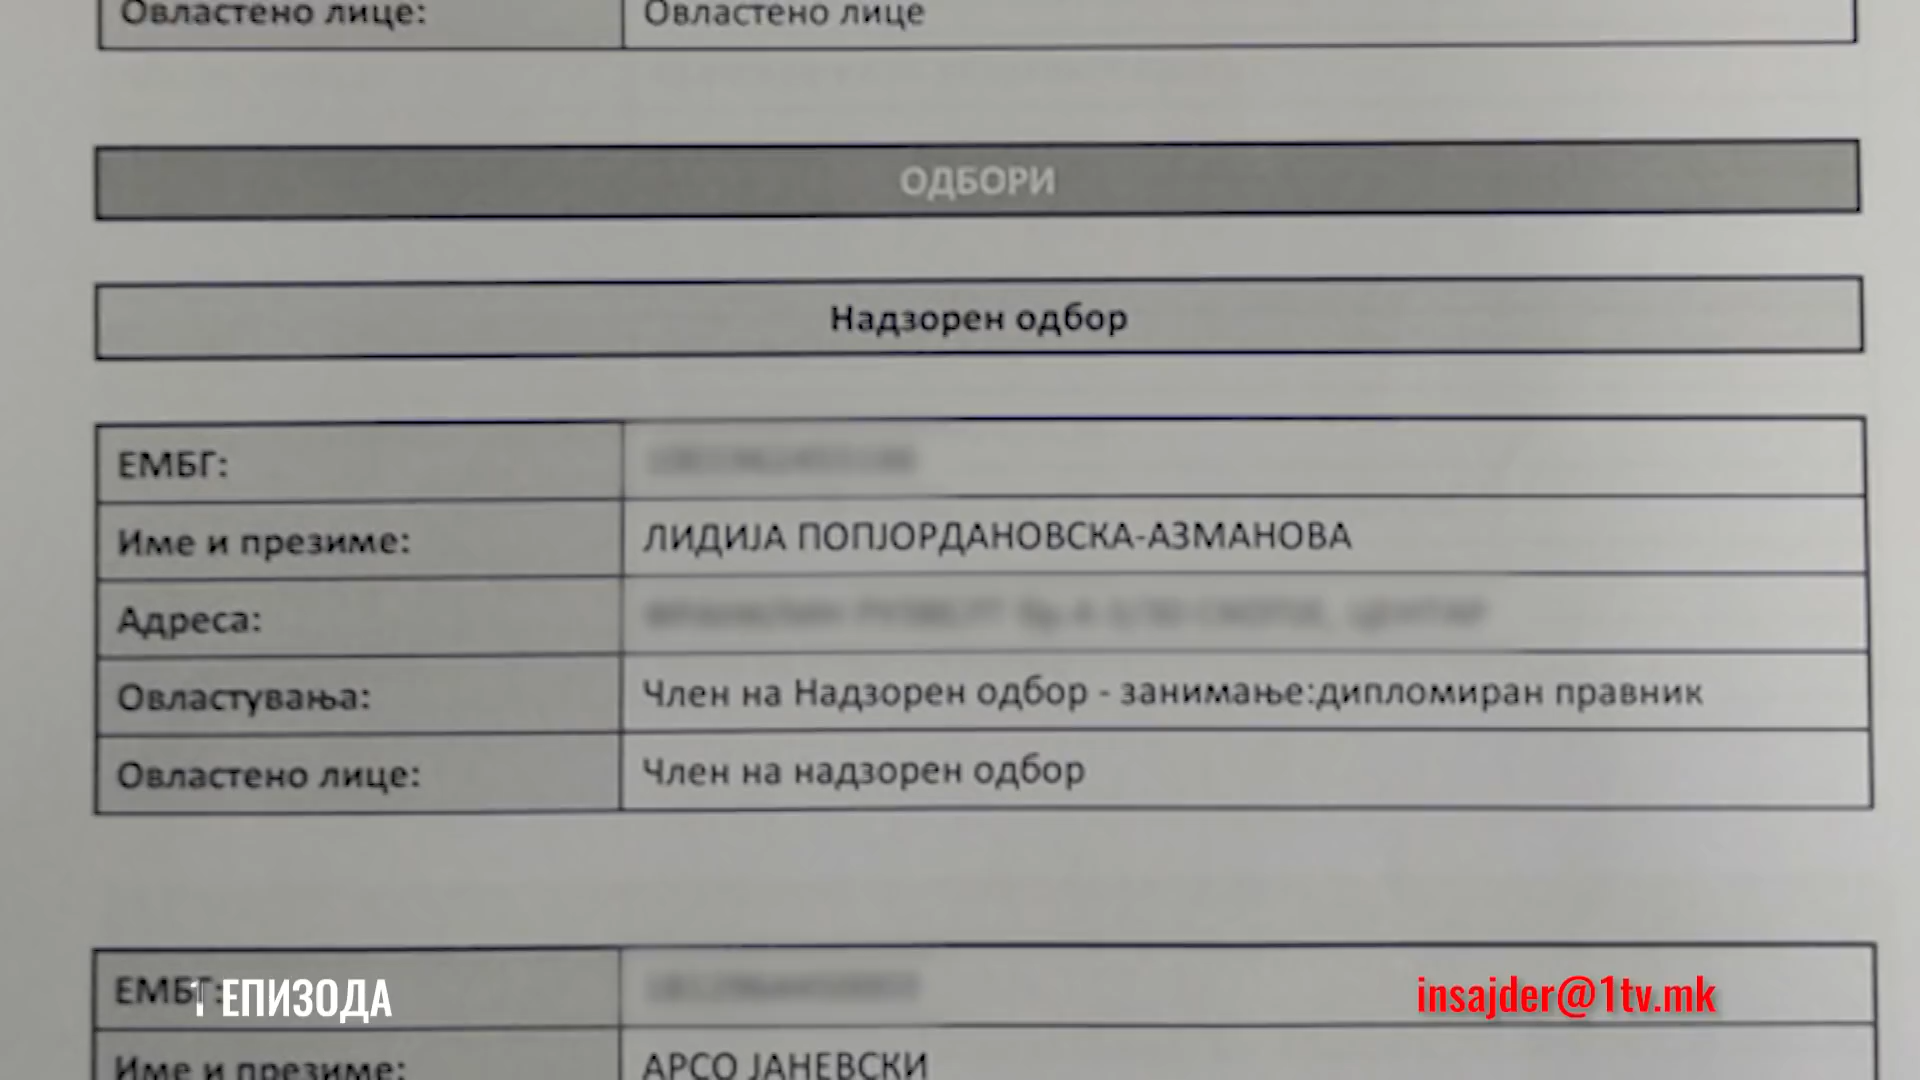 Овластено лице: Овластено лице
ОДБОРИ
Надзорен одбор
ЕМБГ:
Име и презиме: ЛИДИЈА ПОПЈОРДАНОВСКА-АЗМАНОВА
Адреса:
Овластувања: Член на Надзорен одбор - занимање:дипломиран правник
Овластено лице: Член на надзорен одбор
ЕМБГ:
1 ЕПИЗОДА
insajder@1tv.mk
Име и презиме: АРСО ЈАНЕВСКИ